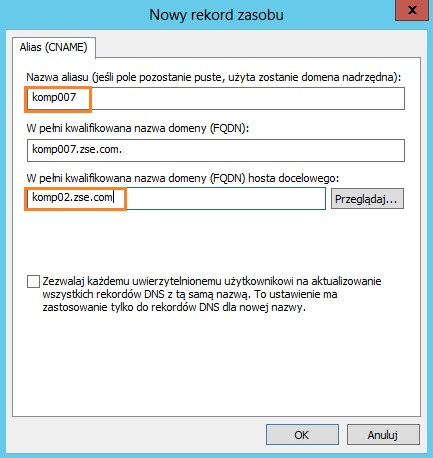 Nowy rekord zasobu
x
Alias (CNAME)
Nazwa aliasu (jeśli pole pozostanie puste, użyta zostanie domena nadrzędna):
komp007
W pełni kwalifikowana nazwa domeny (FQDN):
komp007.zse.com.
W pełni kwalifikowana nazwa domeny (FQDN) hosta docelowego:
komp02.zse.com
Przeglądaj...
Zezwalaj każdemu uwierzytelnionemu użytkownikowi na aktualizowanie
wszystkich rekordów DNS z tą samą nazwą. To ustawienie ma
zastosowanie tylko do rekordów DNS dla nowej nazwy.
OK
Anuluj